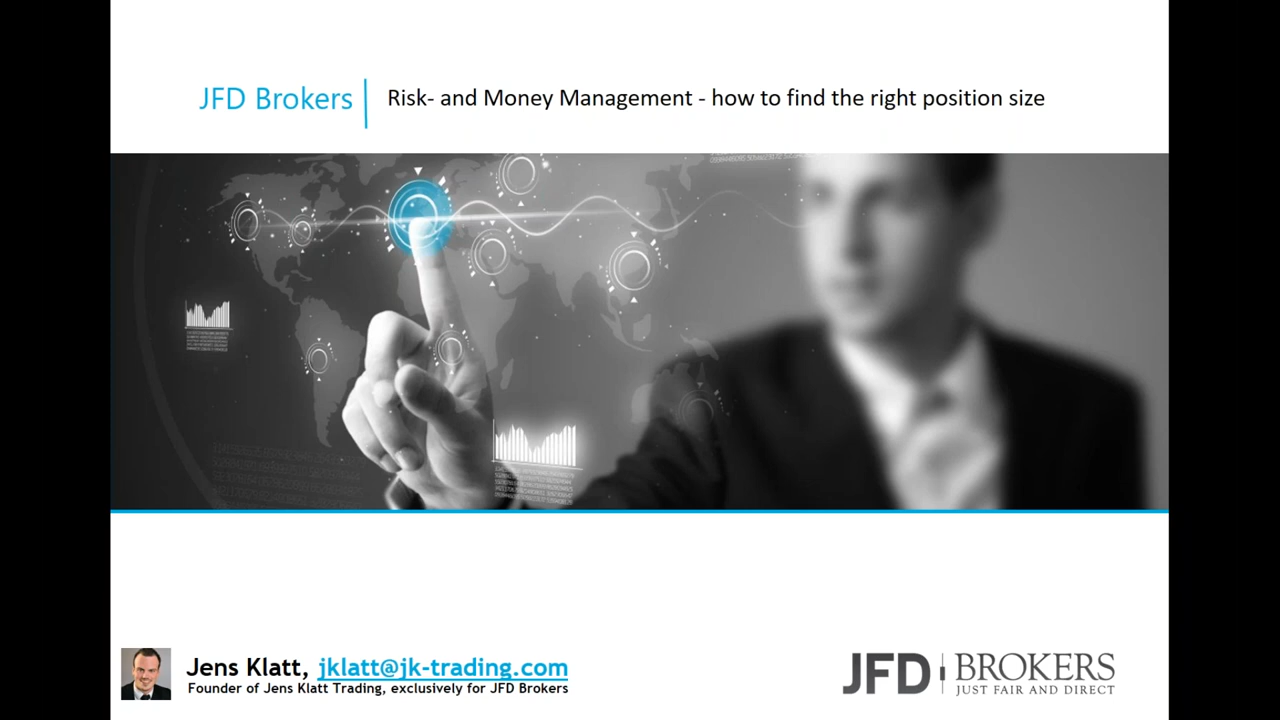 JFD Brokers
Risk- and Money Management - how to find the right position size
Jens Klatt, jklatt@jk-trading.com
Founder of Jens Klatt Trading, exclusively for JFD Brokers
JFD BROKERS
JUST FAIR AND DIRECT